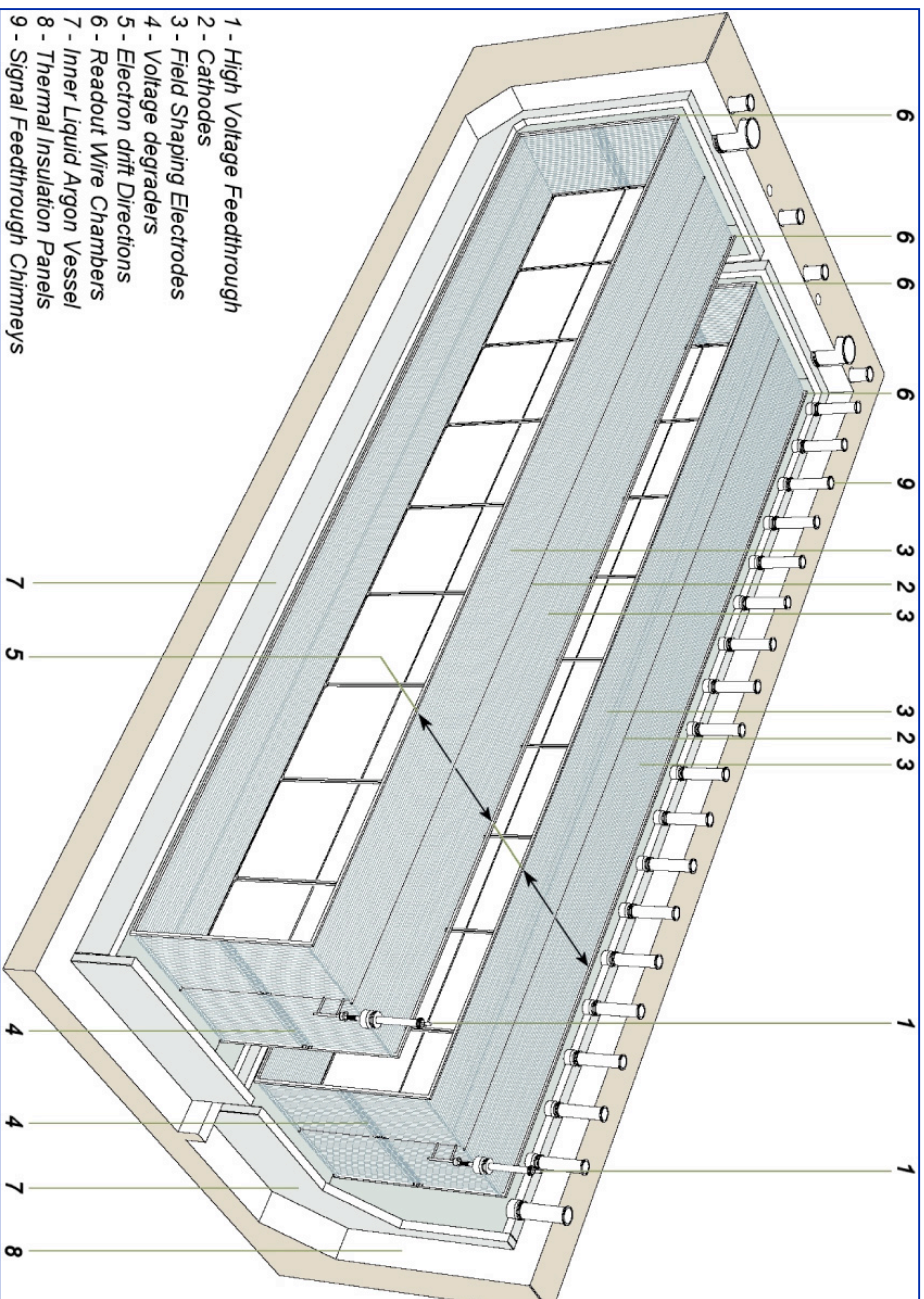 1 - High Voltage Feedthrough
2 - Cathodes
3 - Field Shaping Electrodes
4 - Voltage degraders
5 - Electron drift Directions
6 - Readout Wire Chambers
7 - Inner Liquid Argon Vessel
8 - Thermal Insulation Panels
9 - Signal Feedthrough Chimneys
6
6
6
6
9
3
2
3
3
2
3
1
1
7
5
4
4
7
8